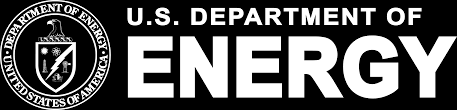 DEPARTMENT OF ENERGY
UNITED STATES OF AMERICA
U.S. DEPARTMENT OF
ENERGY